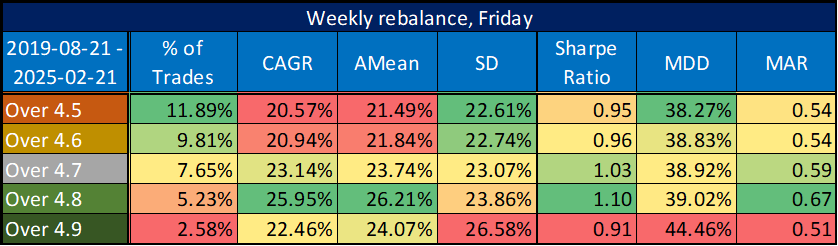 Weekly rebalance, Friday
2019-08-21 - 2025-02-21 % of Trades CAGR AMean SD Sharpe Ratio MDD MAR
Over 4.5 11.89% 20.57% 21.49% 22.61% 0.95 38.27% 0.54
Over 4.6 9.81% 20.94% 21.84% 22.74% 0.96 38.83% 0.54
Over 4.7 7.65% 23.14% 23.74% 23.07% 1.03 38.92% 0.59
Over 4.8 5.23% 25.95% 26.21% 23.86% 1.10 39.02% 0.67
Over 4.9 2.58% 22.46% 24.07% 26.58% 0.91 44.46% 0.51